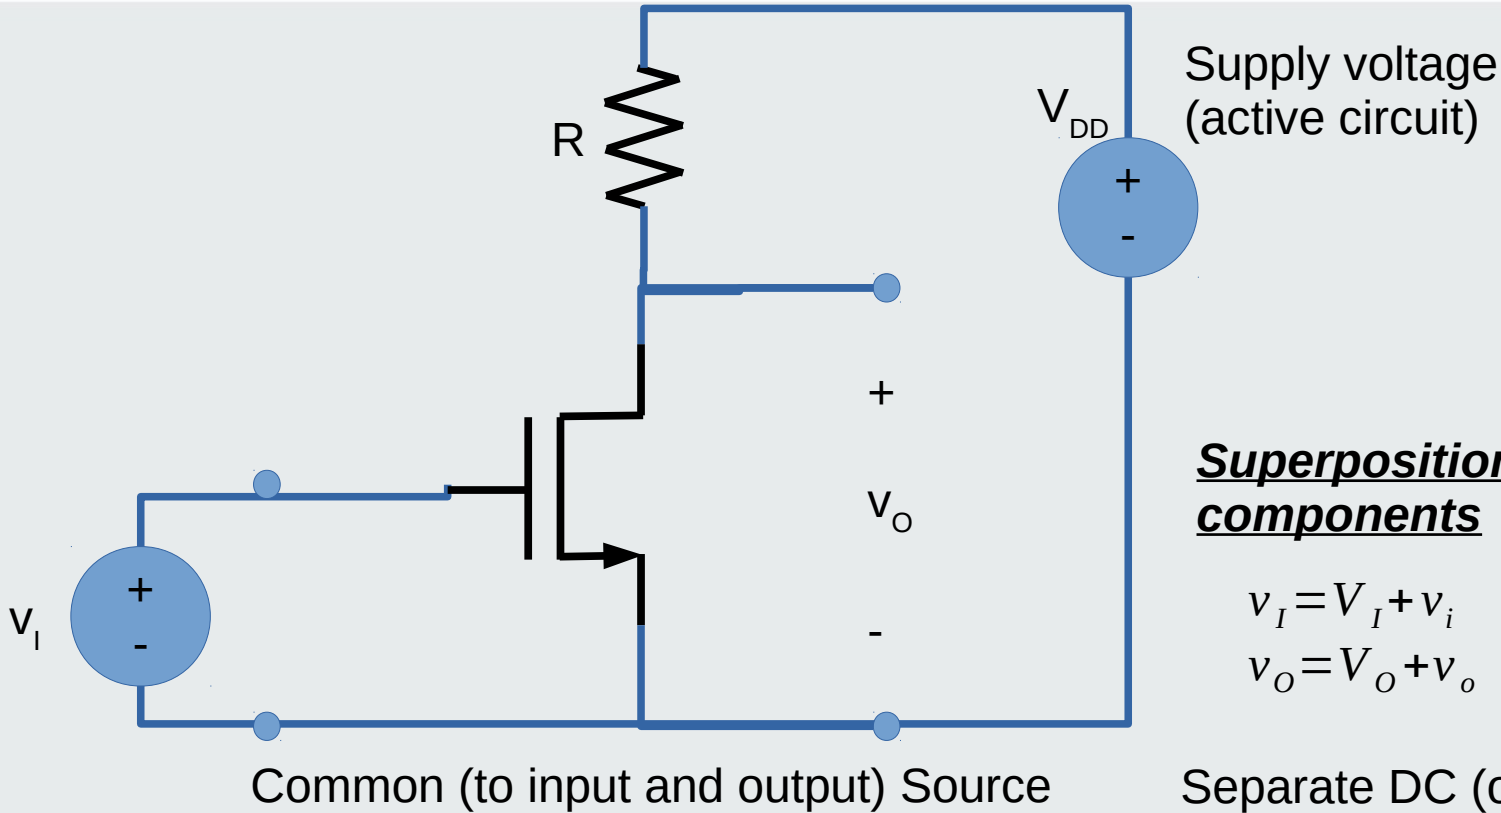 Supply voltage
(active circuit)
V_DD
+
-
R
+
v_O
-
v_I
+
-
Superposition
components
v_I=V_I+v_i
v_O=V_O+v_o
Common (to input and output) Source
Separate DC (